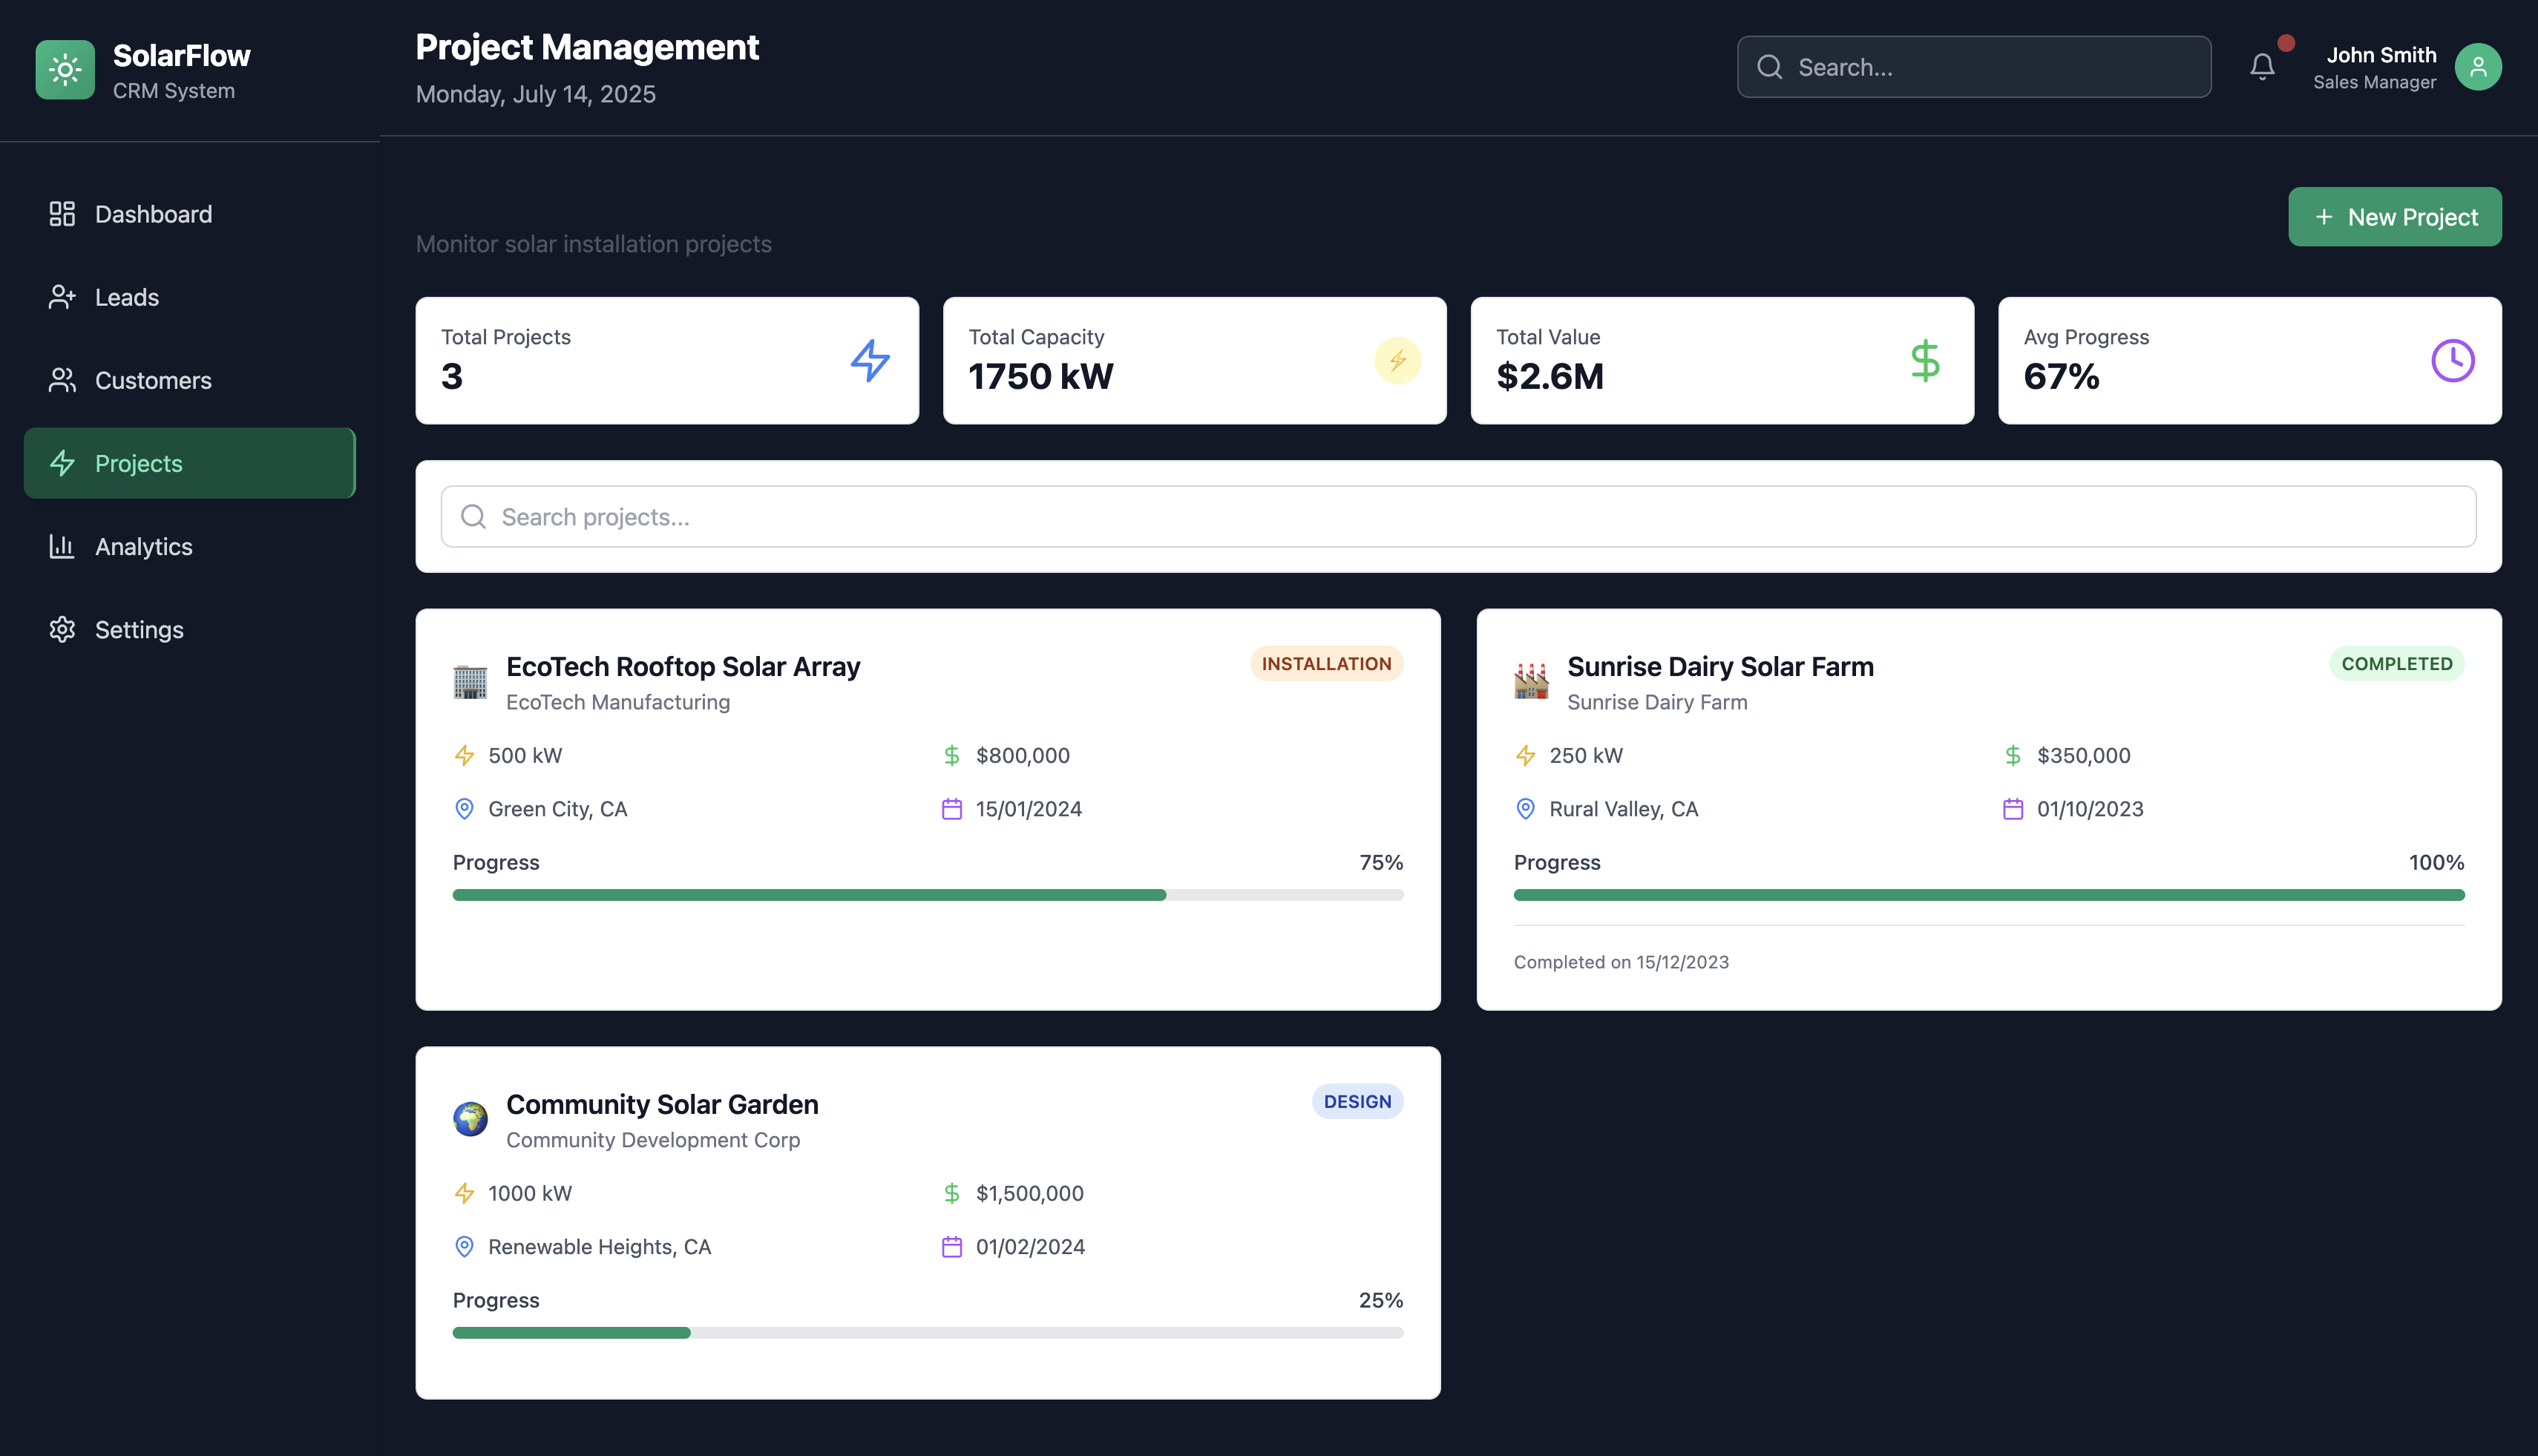 SolarFlow
CRM System
Dashboard
Leads
Customers
Projects
Analytics
Settings
Project Management
Monday, July 14, 2025
Search...
John Smith
Sales Manager
Monitor solar installation projects
New Project
Total Projects
3
Total Capacity
1750 kW
Total Value
$2.6M
Avg Progress
67%
Search projects...
EcoTech Rooftop Solar Array
INSTALLATION
EcoTech Manufacturing
500 kW
$800,000
Green City, CA
15/01/2024
Progress
75%
Sunrise Dairy Solar Farm
COMPLETED
Sunrise Dairy Farm
250 kW
$350,000
Rural Valley, CA
01/10/2023
Progress
100%
Completed on 15/12/2023
Community Solar Garden
DESIGN
Community Development Corp
1000 kW
$1,500,000
Renewable Heights, CA
01/02/2024
Progress
25%